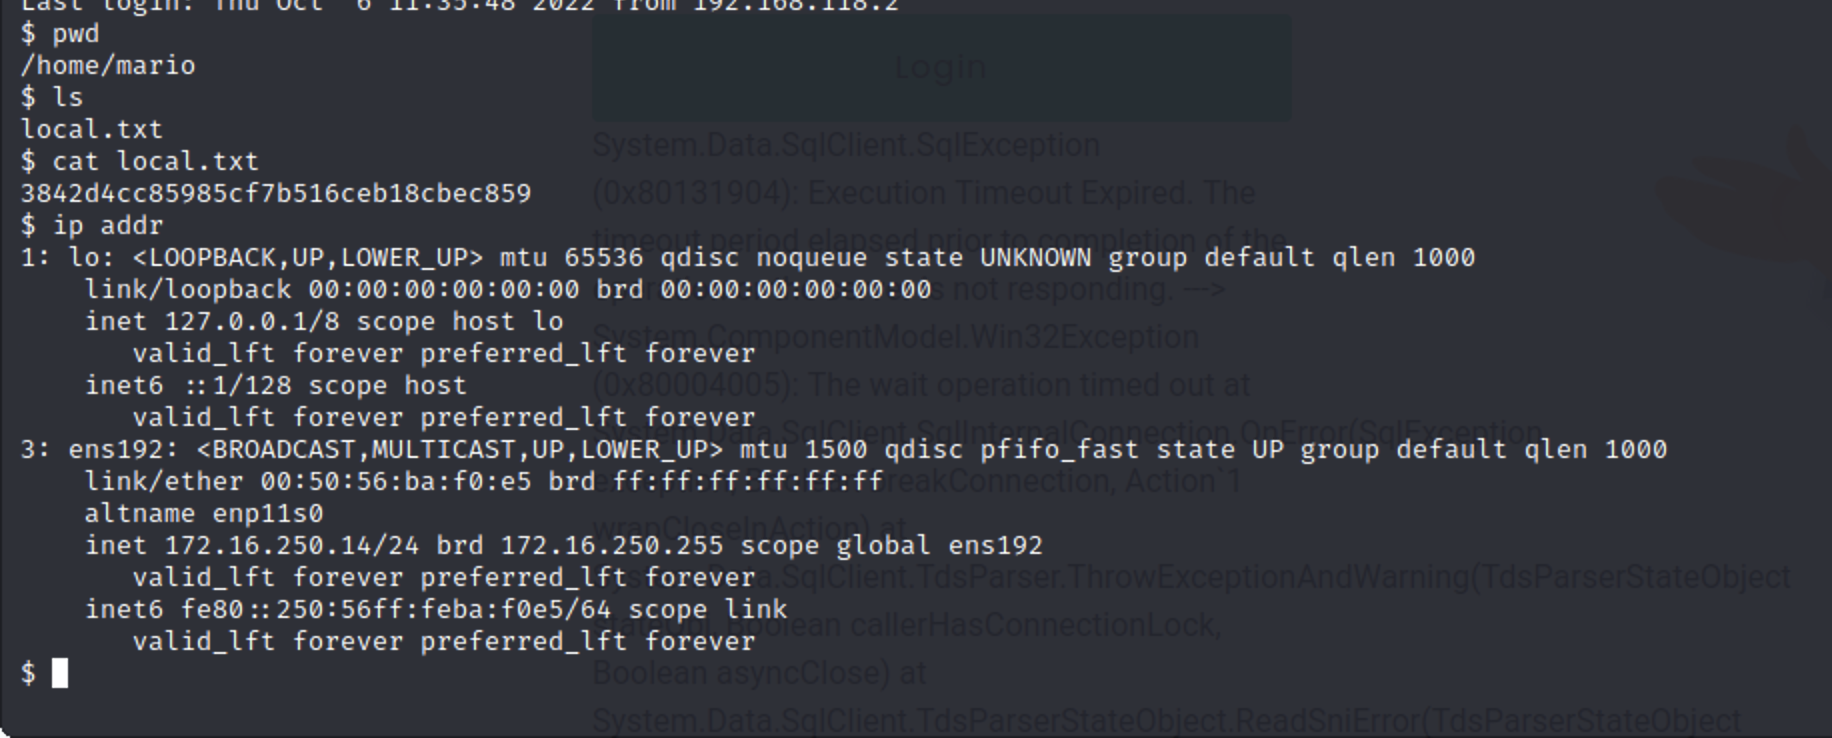 Last login: Thu Oct  6 11:35:48 2022 from 192.168.118.2
$ pwd
/home/mario
$ ls
local.txt
$ cat local.txt
3842d4cc85985cf7b516ceb18cbec859
$ ip addr
1: lo: <LOOPBACK,UP,LOWER_UP> mtu 65536 qdisc noqueue state UNKNOWN group default qlen 1000
    link/loopback 00:00:00:00:00:00 brd 00:00:00:00:00:00
    inet 127.0.0.1/8 scope host lo
       valid_lft forever preferred_lft forever
    inet6 ::1/128 scope host
       valid_lft forever preferred_lft forever
3: ens192: <BROADCAST,MULTICAST,UP,LOWER_UP> mtu 1500 qdisc pfifo_fast state UP group default qlen 1000
    link/ether 00:50:56:ba:f0:e5 brd ff:ff:ff:ff:ff:ff
    altname enp11s0
    inet 172.16.250.14/24 brd 172.16.250.255 scope global ens192
       valid_lft forever preferred_lft forever
    inet6 fe80::250:56ff:feba:f0e5/64 scope link
       valid_lft forever preferred_lft forever
$
Login
System.Data.SqlClient.SqlException
(0x80131904): Execution Timeout Expired. The
timeout period elapsed prior to completion of the
is not responding. --->
System.ComponentModel.Win32Exception
(0x80004005): The wait operation timed out at
System.Data.SqlClient.SqlInternalConnection.OnError(SqlException
exception, Boolean breakConnection, Action`1
wrapCloseInAction) at
System.Data.SqlClient.TdsParser.ThrowExceptionAndWarning(TdsParserStateObject
stateObj, Boolean callerHasConnectionLock,
Boolean asyncClose) at
System.Data.SqlClient.TdsParserStateObject.ReadSniError(TdsParserStateObject